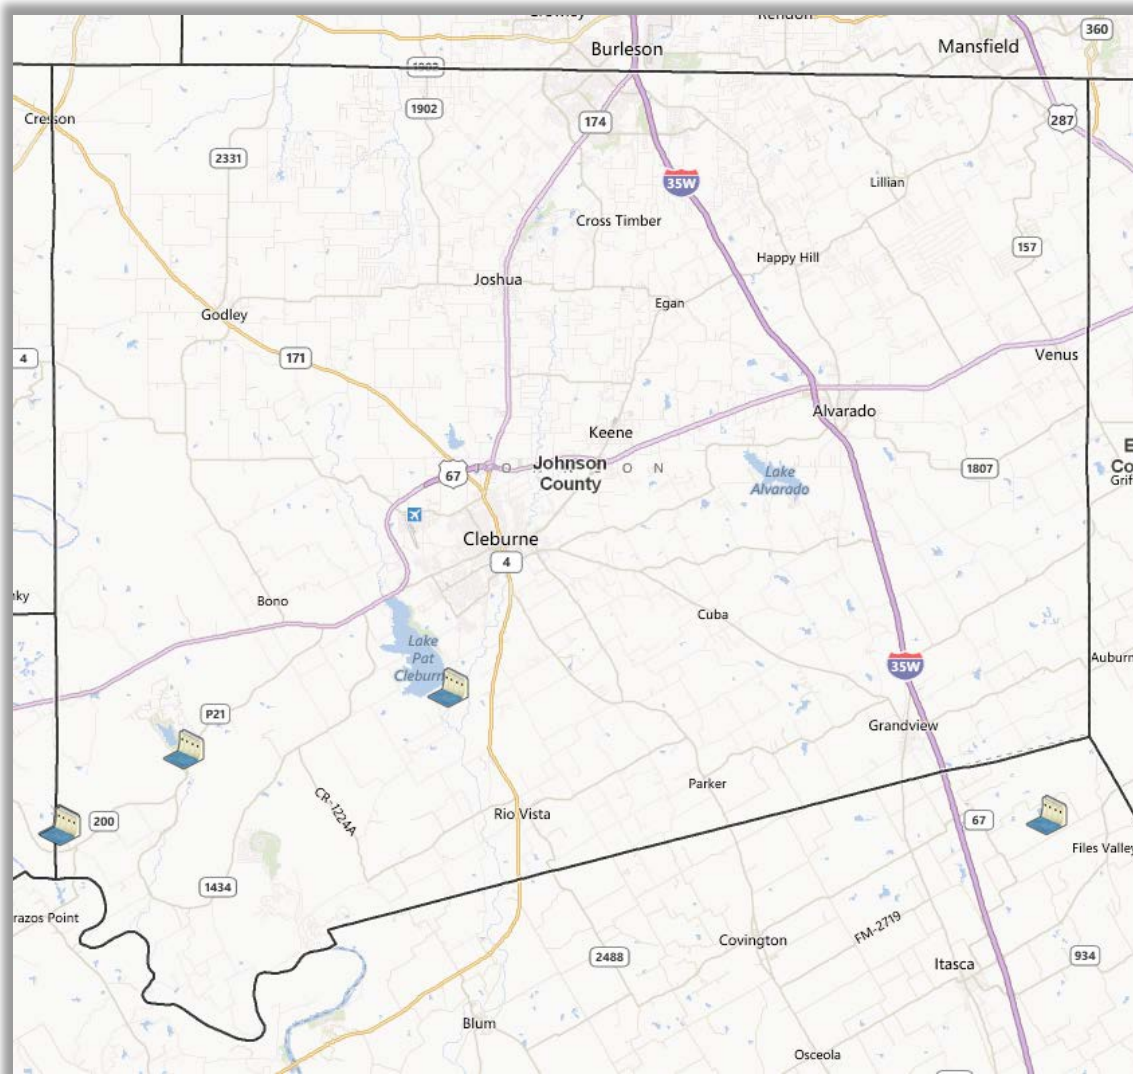 Burleson
Mansfield
360
1902
174
287
Cresson
2331
35W
Lillian
Cross Timber
157
Happy Hill
Joshua
Egan
Godley
4
171
Venus
Alvarado
Keene
Johnson
County
67
1807
Lake
Alvarado
Cleburne
4
Bono
Cuba
Lake
Pat
Cleburn
35W
Auburn
P21
Grandview
Parker
CR-1224A
Rio Vista
200
67
Files Valley
1434
razos Point
FM-2719
Covington
2488
934
Itasca
Blum
Osceola